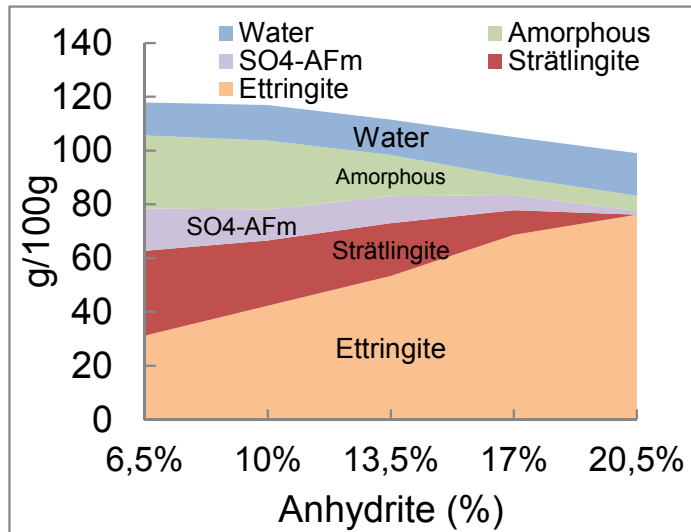 Water
Amorphous
SO4-AFm
Strätlingite
Ettringite
140
120
100
80
60
40
20
0
g/100g
Water
Amorphous
SO4-AFm
Strätlingite
Ettringite
6,5%
10%
13,5%
17%
20,5%
Anhydrite (%)